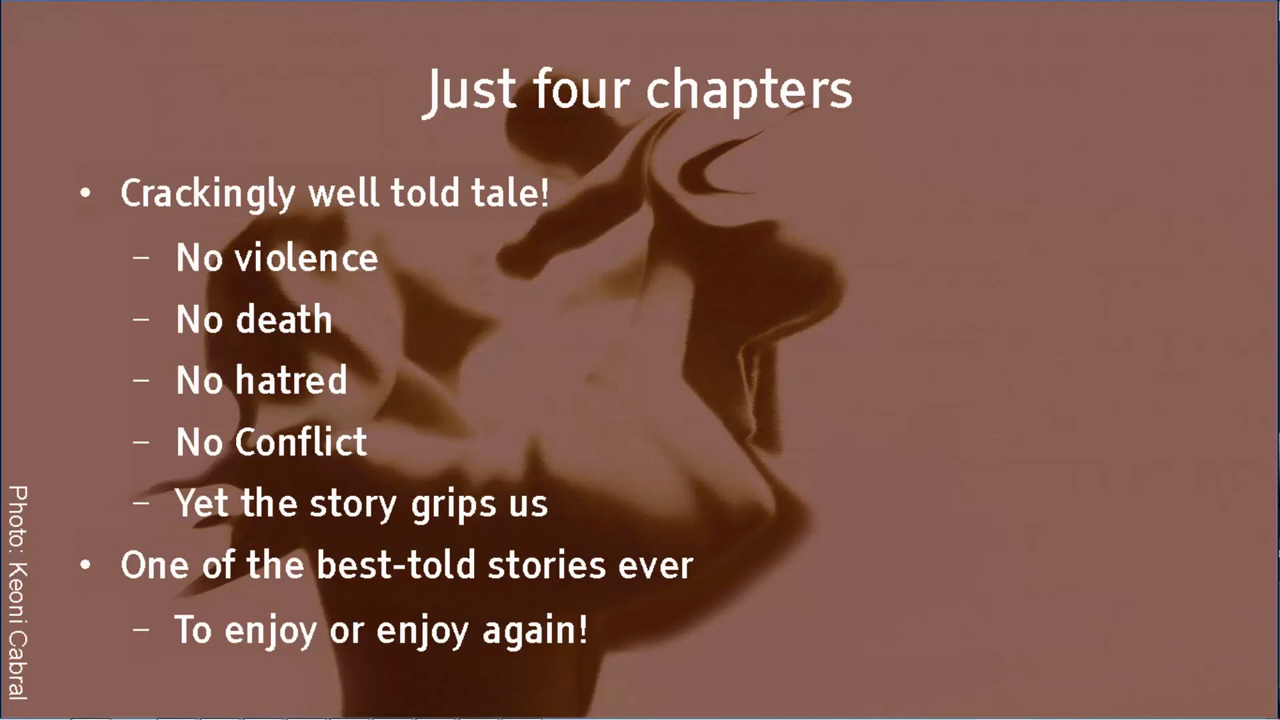 Just four chapters
• Crackingly well told tale!
– No violence
– No death
– No hatred
– No Conflict
– Yet the story grips us
• One of the best-told stories ever
– To enjoy or enjoy again!
Photo: Keoni Cabral